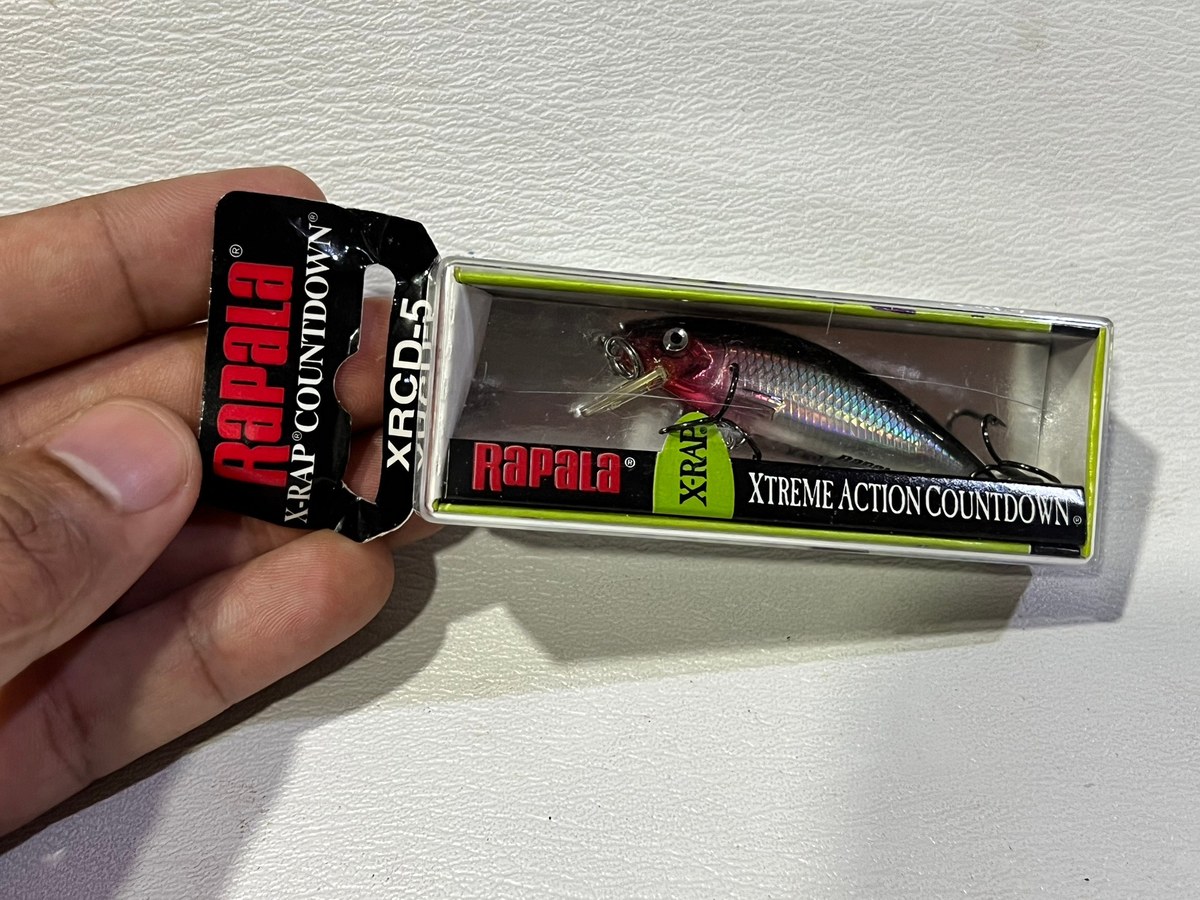 RapaLa®
X-RAP® COUNTDOWN®
XRCD-5
RapaLa®
X-RAP
XTREME ACTION COUNTDOWN®